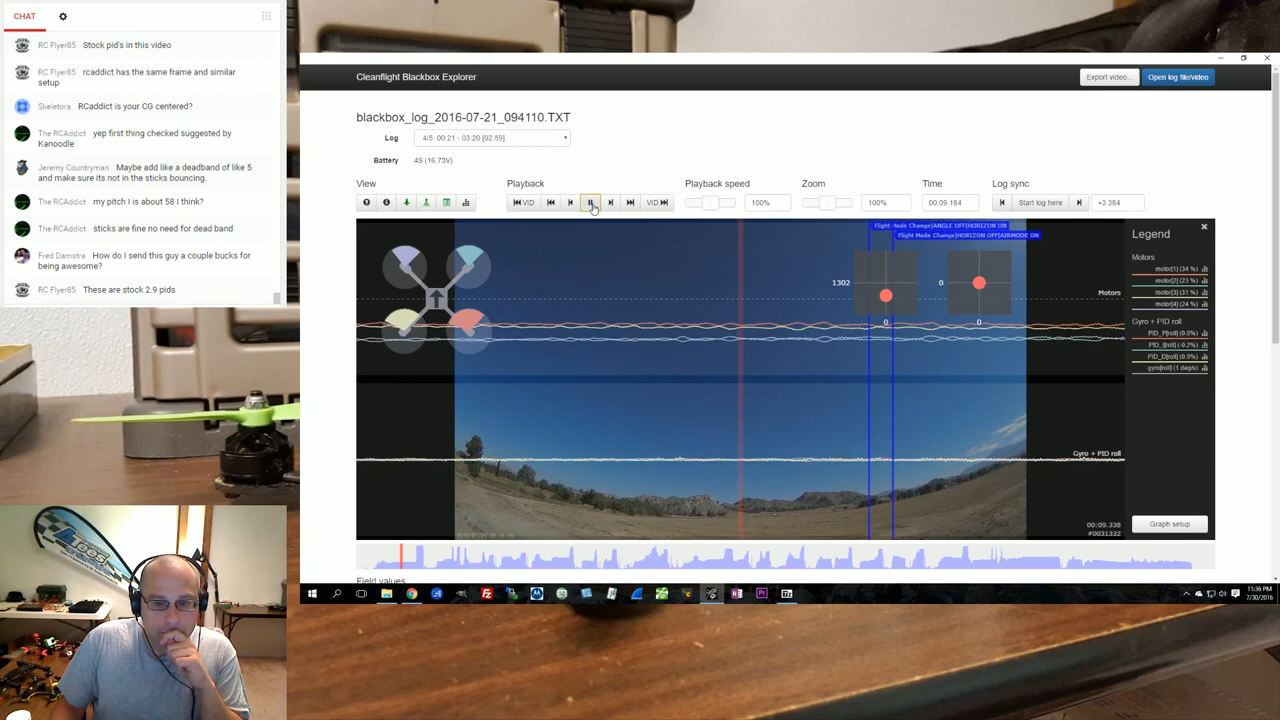 CHAT
RC Flyer85 Stock pid's in this video
RC Flyer85 rcaddict has the same frame and similar
setup
Skeletora RCaddict is your CG centered?
The RCAddict yep first thing checked suggested by
Kanoodle
Jeremy Countryman Maybe add like a deadband of like 5
and make sure its not in the sticks bouncing.
The RCAddict my pitch I is about 58 I think?
The RCAddict sticks are fine no need for dead band
Fred Damstra How do I send this guy a couple bucks for
being awesome?
RC Flyer85 These are stock 2.9 pids
Cleanflight Blackbox Explorer
Export video...
Open log file/video
blackbox_log_2016-07-21_094110.TXT
Log 4/5: 00:21 - 03:20 [02:59]
Battery 4S (16.73V)
View Playback Playback speed Zoom Time Log sync
VID VID 100% 100% 00:09.184 Start log here +3.384
Flight Mode Change|ANGLE OFF|HORIZON ON
Flight Mode Change|HORIZON OFF|AIRMODE ON
1302
0
0
0
Motors
Gyro + PID roll
00:09.338
#0031332
Legend
Motors
motor[1] (34 %)
motor[2] (23 %)
motor[3] (31 %)
motor[4] (24 %)
Gyro + PID roll
PID_P[roll] (0.0%)
PID_I[roll] (-0.2%)
PID_D[roll] (0.0%)
gyro[roll] (1 deg/s)
Graph setup
Field values
11:36 PM
7/30/2016